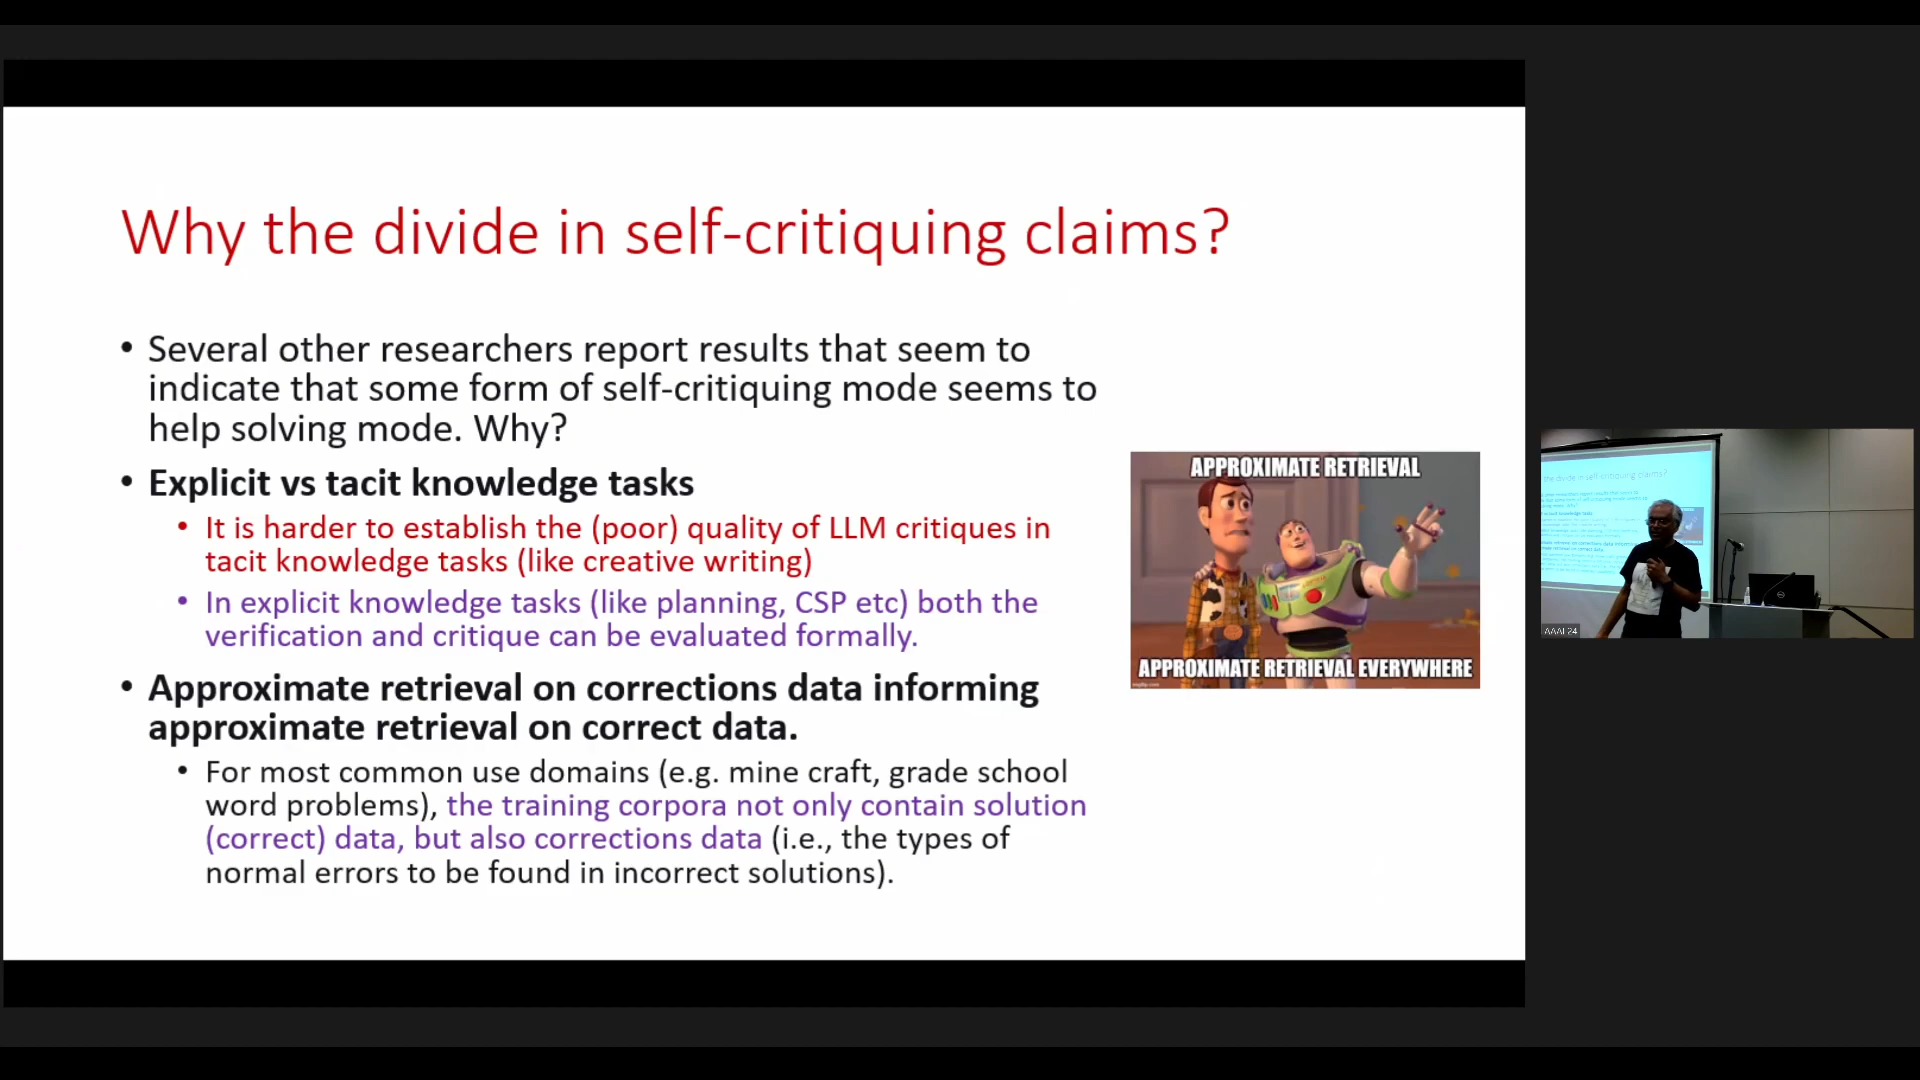 Why the divide in self-critiquing claims?
• Several other researchers report results that seem to
indicate that some form of self-critiquing mode seems to
help solving mode. Why?
• Explicit vs tacit knowledge tasks
• It is harder to establish the (poor) quality of LLM critiques in
tacit knowledge tasks (like creative writing)
• In explicit knowledge tasks (like planning, CSP etc) both the
verification and critique can be evaluated formally.
• Approximate retrieval on corrections data informing
approximate retrieval on correct data.
• For most common use domains (e.g. mine craft, grade school
word problems), the training corpora not only contain solution
(correct) data, but also corrections data (i.e., the types of
normal errors to be found in incorrect solutions).
APPROXIMATE RETRIEVAL
APPROXIMATE RETRIEVAL EVERYWHERE
imgflip.com
AAAI 24